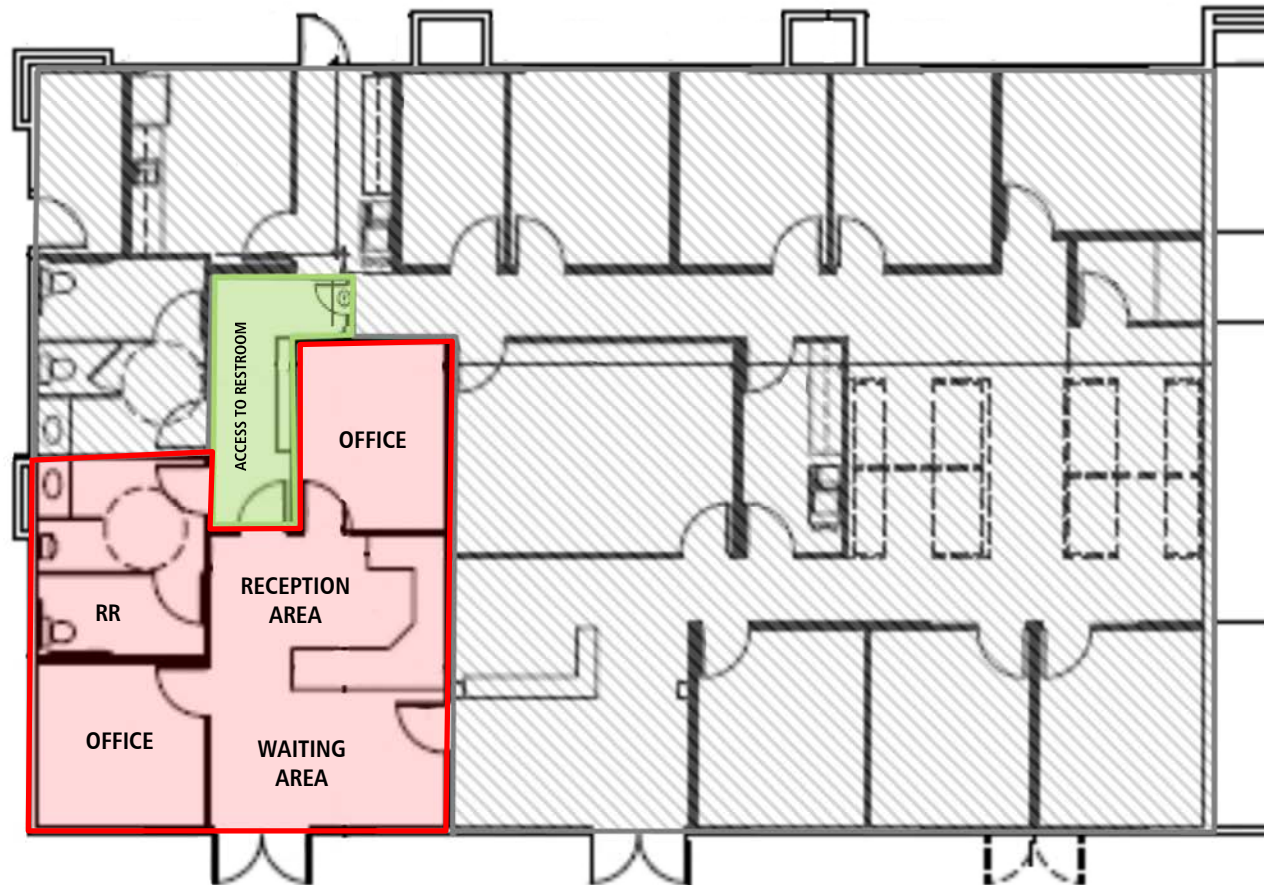 ACCESS TO RESTROOM
OFFICE
RECEPTION
AREA
RR
OFFICE
WAITING
AREA